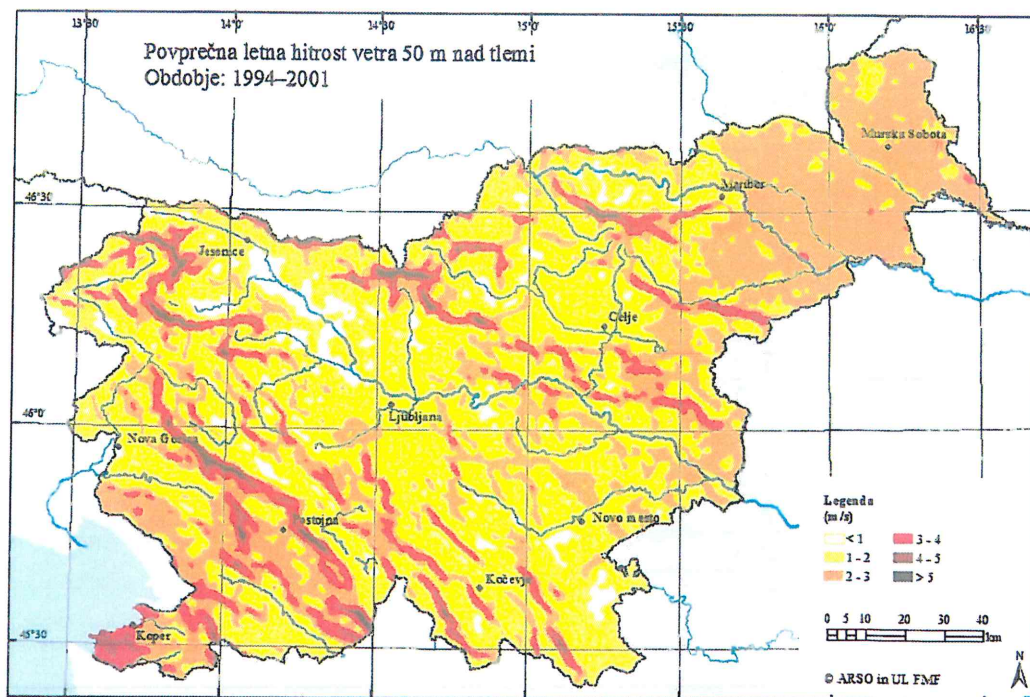 13°30'
14°0'
14°30'
15°0'
15°30'
16°0'
16°30'
Povprečna letna hitrost vetra 50 m nad tlemi
Obdobje: 1994–2001
Murska Sobota
Maribor
46°30'
Jesenice
Celje
Ljubljana
46°0'
Nova Gorica
Postojna
Novo mesto
Kočevje
Koper
45°30'
Legenda
(m/s)
< 1
1 - 2
2 - 3
3 - 4
4 - 5
> 5
0 5 10 20 30 40
km
N
© ARSO in UL FMF